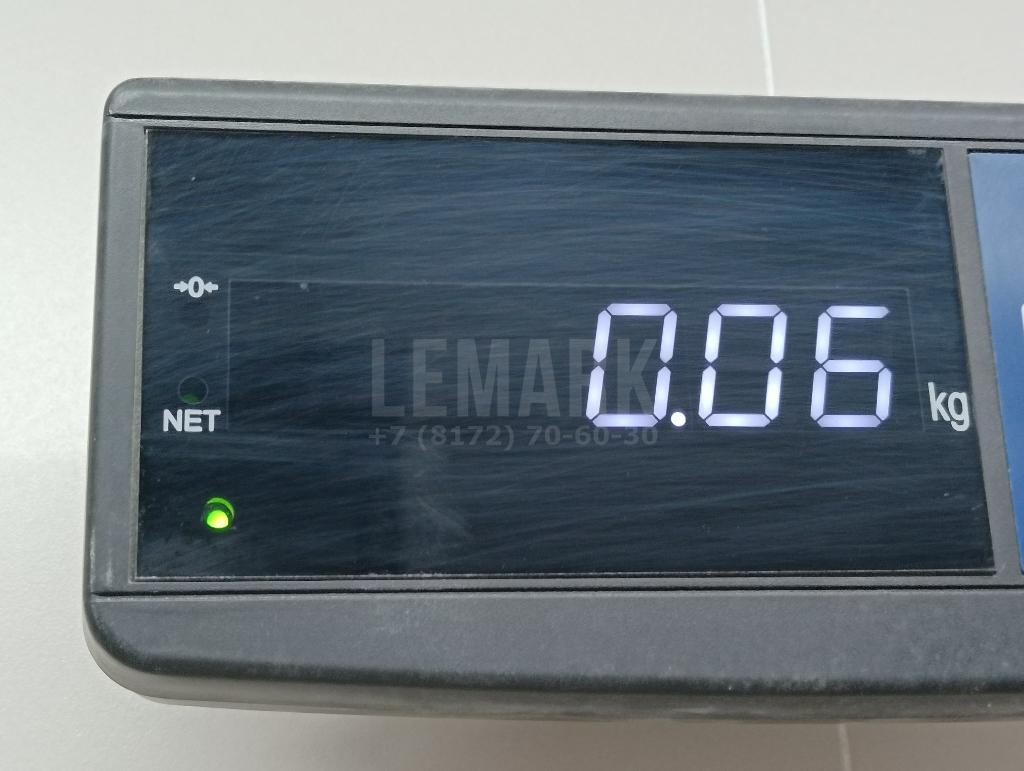 →0←
0.06 kg
LEMARK
+7 (8172) 70-60-30
NET